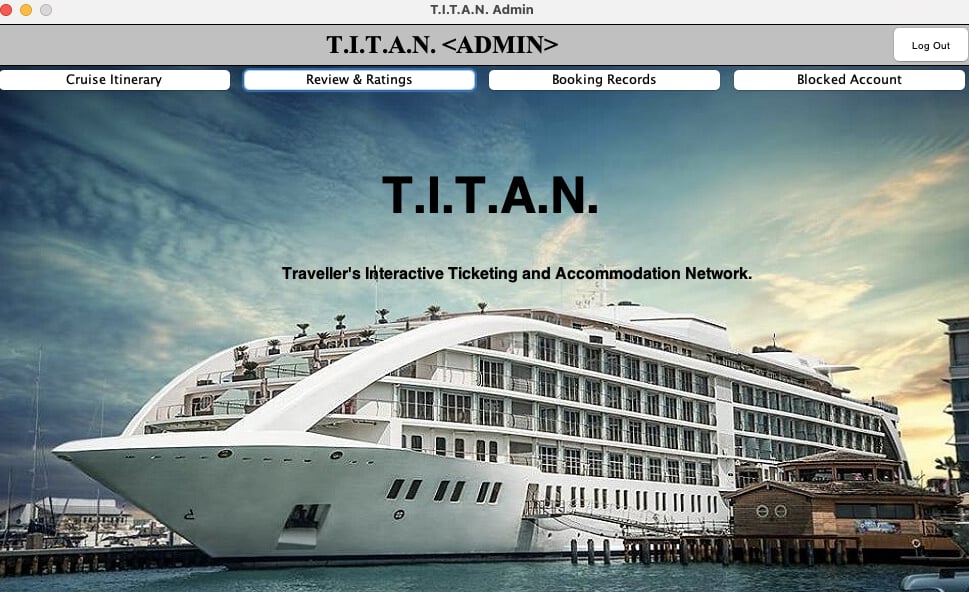 T.I.T.A.N. Admin
T.I.T.A.N. <ADMIN>
Log Out
Cruise Itinerary
Review & Ratings
Booking Records
Blocked Account
T.I.T.A.N.
Traveller's Interactive Ticketing and Accommodation Network.